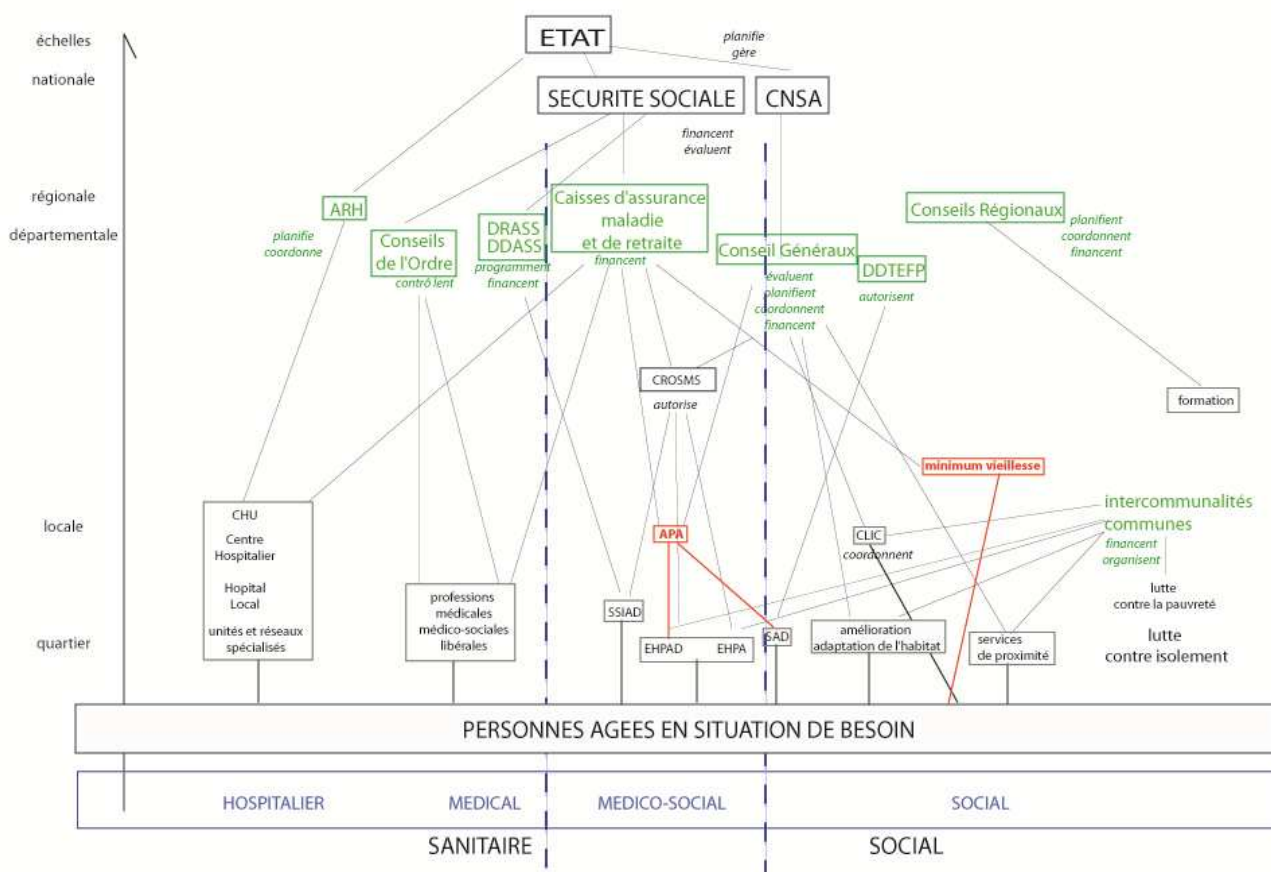 échelles
ETAT
planifie
gère
nationale
SECURITE SOCIALE
CNSA
financent
évaluent
régionale
départementale
ARH
planifie
coordonne
Conseils
de l'Ordre
contrôlent
DRASS
DDASS
programment
financent
Caisses d'assurance
maladie
et de retraite
financent
Conseil Généraux
évaluent
planifient
coordonnent
financent
DDTEFP
autorisent
Conseils Régionaux
planifient
coordonnent
financent
CROSMS
autorise
formation
minimum vieillesse
locale
CHU
Centre
Hospitalier
Hopital
Local
unités et réseaux
spécialisés
professions
médicales
médico-sociales
libérales
APA
CLIC
coordonnent
intercommunalités
communes
financent
organisent
lutte
contre la pauvreté
quartier
SSIAD
EHPAD
EHPA
SAD
amélioration
adaptation de l'habitat
services
de proximité
lutte
contre isolement
PERSONNES AGEES EN SITUATION DE BESOIN
HOSPITALIER
MEDICAL
MEDICO-SOCIAL
SOCIAL
SANITAIRE
SOCIAL